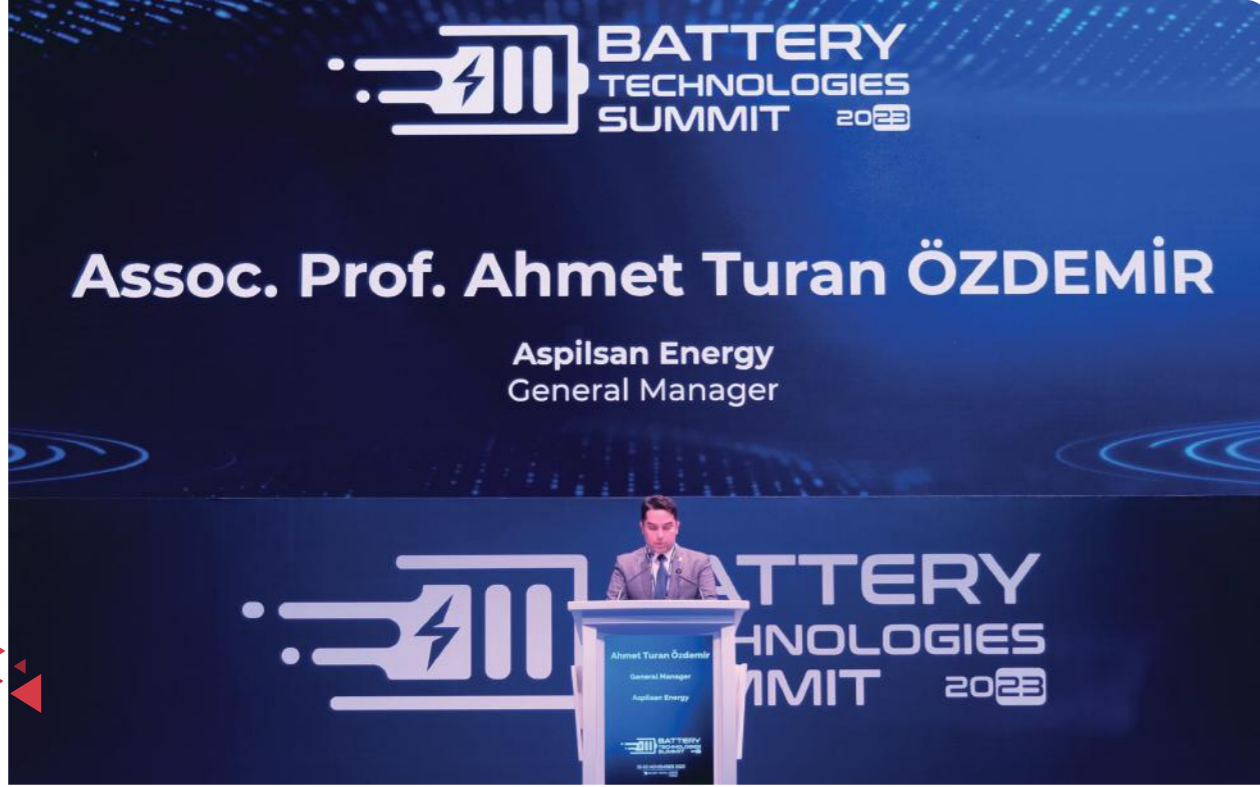 BATTERY
TECHNOLOGIES
SUMMIT 2023
Assoc. Prof. Ahmet Turan ÖZDEMİR
Aspilsan Energy
General Manager
ATTERY
HNOLOGIES
MMIT 2023
Ahmet Turan Özdemir
General Manager
Aspilsan Energy
BATTERY
TECHNOLOGIES
SUMMIT